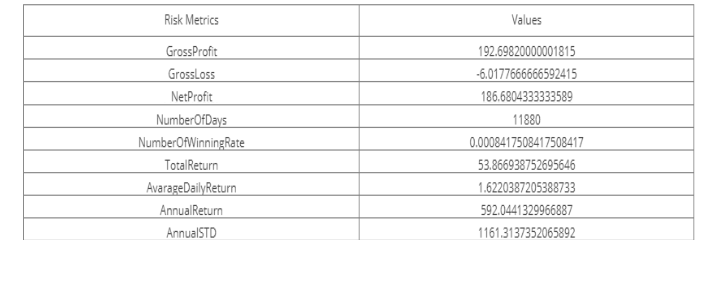 Risk Metrics Values
GrossProfit 192.69820000001815
GrossLoss -6.0177666666592415
NetProfit 186.6804333333589
NumberOfDays 11880
NumberOfWinningRate 0.0008417508417508417
TotalReturn 53.866938752695646
AvarageDailyReturn 1.6220387205388733
AnnualReturn 592.0441329966887
AnnualSTD 1161.3137352065892